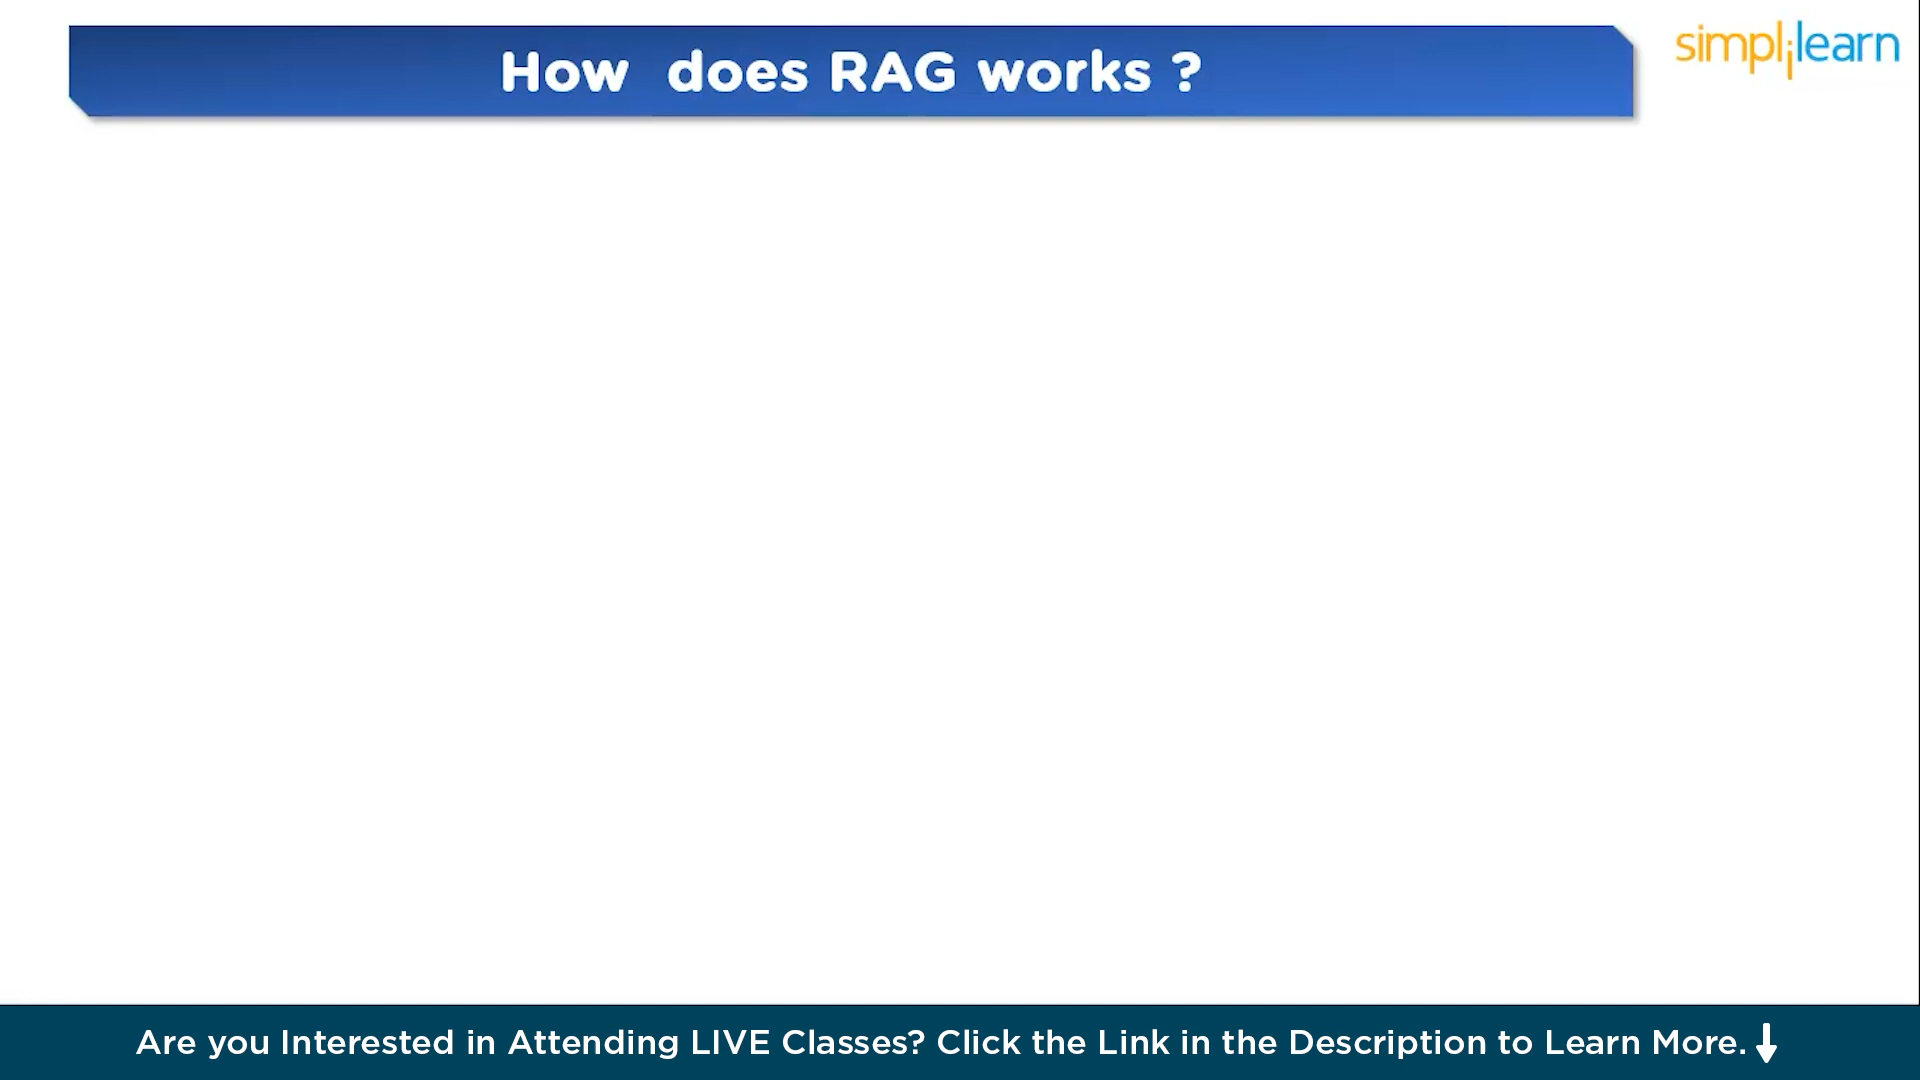 How does RAG works ?
simplilearn
Are you Interested in Attending LIVE Classes? Click the Link in the Description to Learn More.